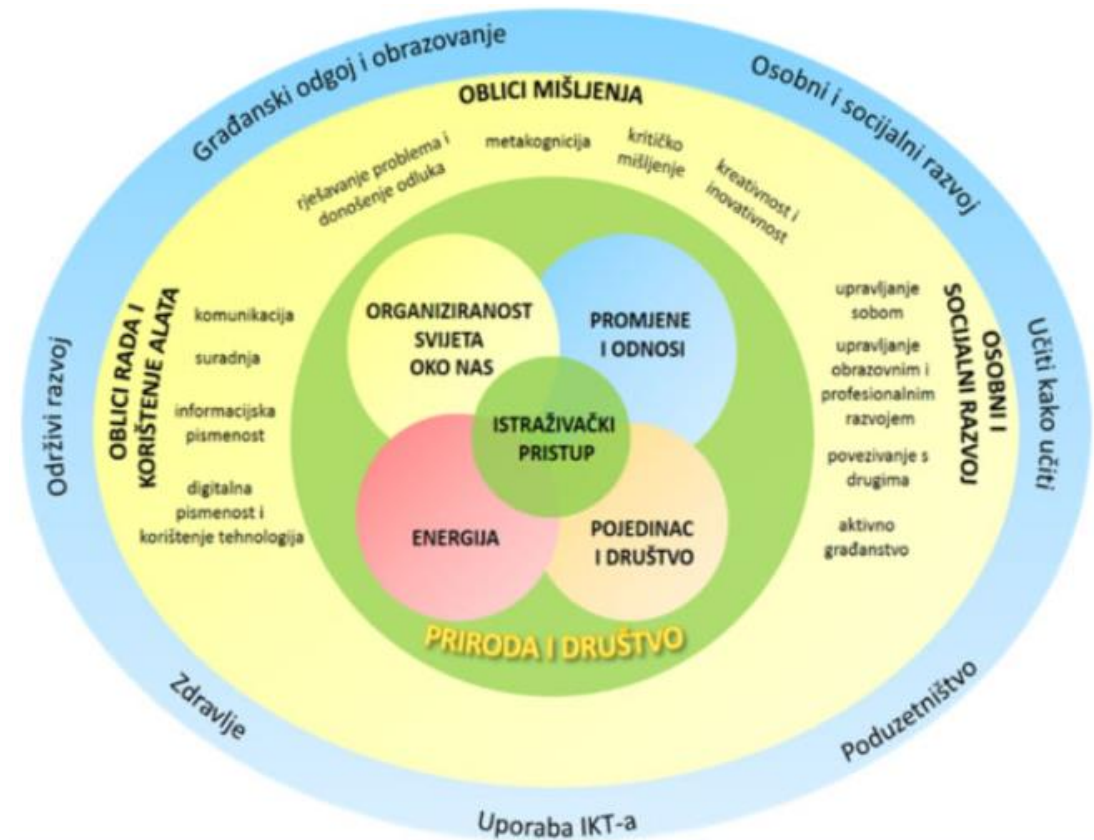 Građanski odgoj i obrazovanje
Osobni i socijalni razvoj
Učiti kako učiti
Poduzetništvo
Uporaba IKT-a
Zdravlje
Održivi razvoj
OBLICI MIŠLJENJA
rješavanje problema i
donošenje odluka
metakognicija
kritičko
mišljenje
kreativnost i
inovativnost
OBLICI RADA I
KORIŠTENJE ALATA
komunikacija
suradnja
informacijska
pismenost
digitalna
pismenost i
korištenje tehnologija
OSOBNI I
SOCIJALNI RAZVOJ
upravljanje
sobom
upravljanje
obrazovnim i
profesionalnim
razvojem
povezivanje s
drugima
aktivno
građanstvo
ORGANIZIRANOST
SVIJETA
OKO NAS
PROMJENE
I ODNOSI
ISTRAŽIVAČKI
PRISTUP
ENERGIJA
POJEDINAC
I DRUŠTVO
PRIRODA I DRUŠTVO